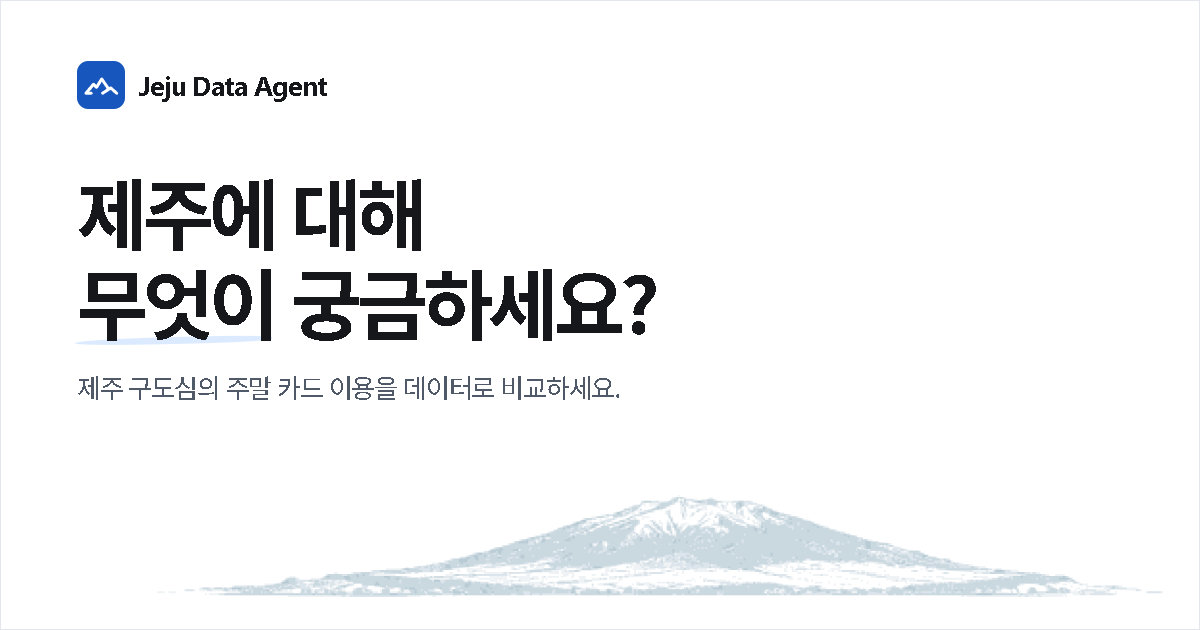 Jeju Data Agent
제주에 대해
무엇이 궁금하세요?
제주 구도심의 주말 카드 이용을 데이터로 비교하세요.